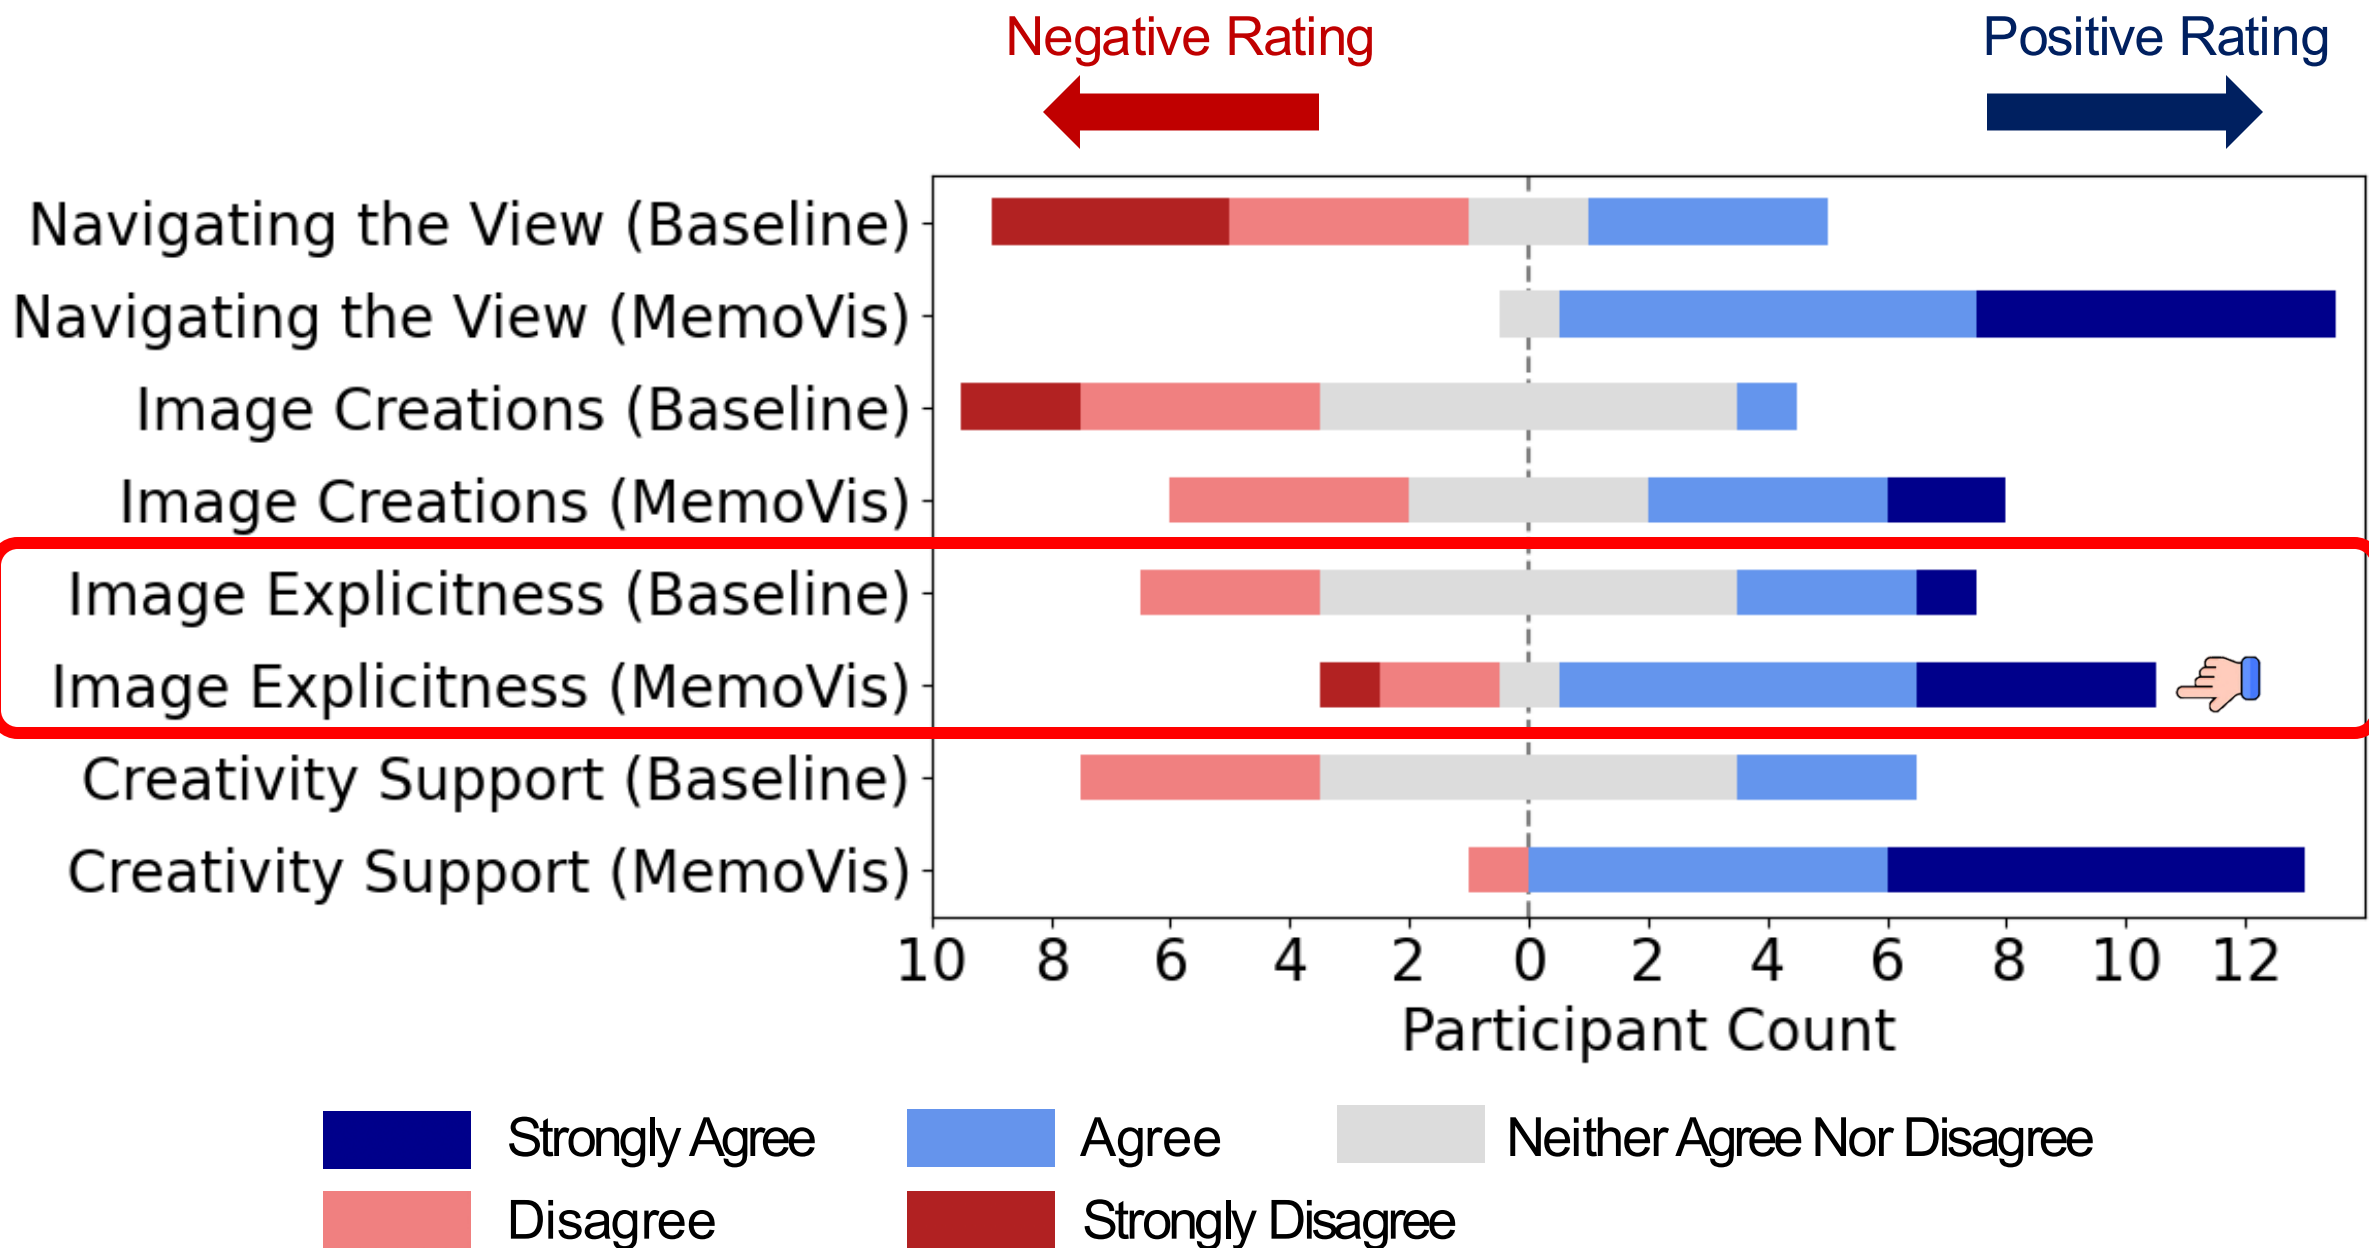 Negative Rating
Positive Rating
Navigating the View (Baseline)
Navigating the View (MemoVis)
Image Creations (Baseline)
Image Creations (MemoVis)
Image Explicitness (Baseline)
Image Explicitness (MemoVis)
Creativity Support (Baseline)
Creativity Support (MemoVis)
10 8 6 4 2 0 2 4 6 8 10 12
Participant Count
Strongly Agree
Agree
Neither Agree Nor Disagree
Disagree
Strongly Disagree